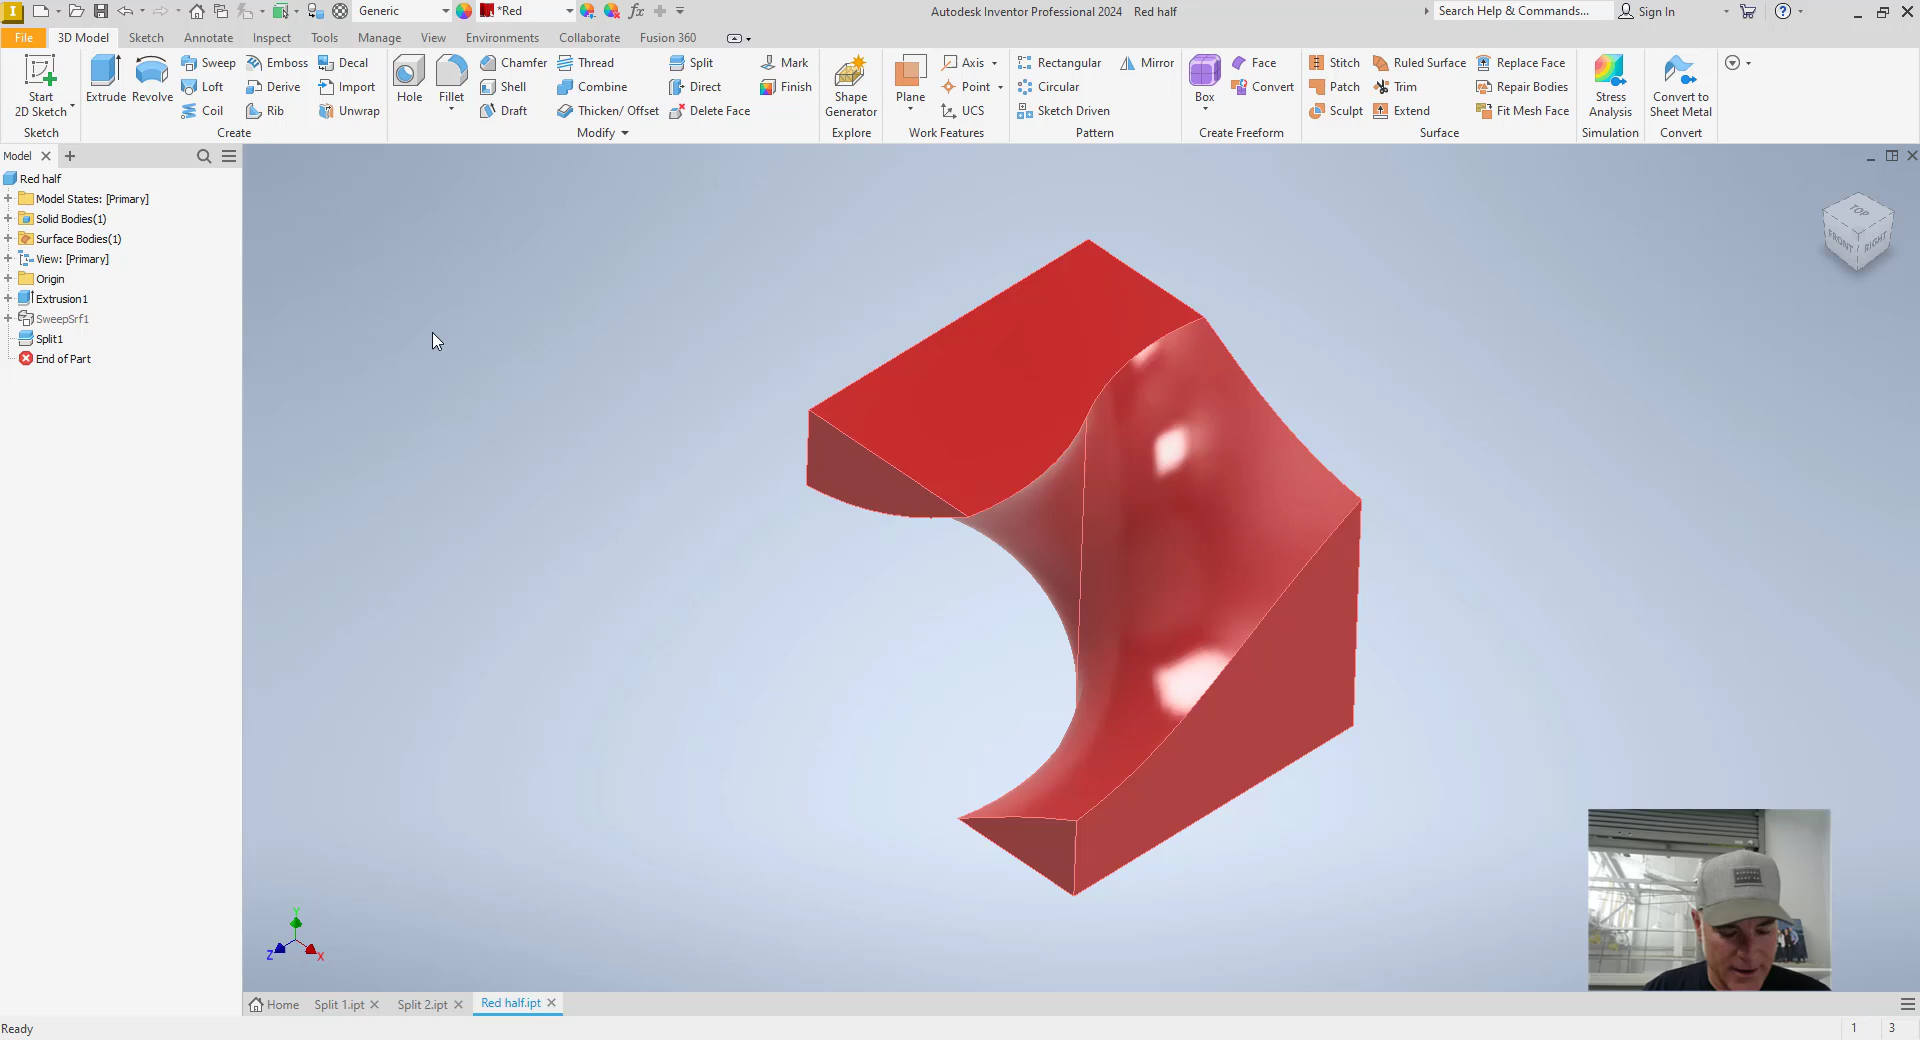 Generic
*Red
fx
Autodesk Inventor Professional 2024 Red half
Search Help & Commands...
Sign In
File 3D Model Sketch Annotate Inspect Tools Manage View Environments Collaborate Fusion 360
Start
2D Sketch
Extrude
Revolve
Sweep
Loft
Coil
Emboss
Derive
Rib
Decal
Import
Unwrap
Hole
Fillet
Chamfer
Shell
Draft
Thread
Combine
Thicken/ Offset
Split
Direct
Delete Face
Mark
Finish
Shape
Generator
Plane
Axis
Point
UCS
Rectangular
Circular
Sketch Driven
Mirror
Box
Face
Convert
Stitch
Patch
Sculpt
Ruled Surface
Trim
Extend
Replace Face
Repair Bodies
Fit Mesh Face
Stress
Analysis
Convert to
Sheet Metal
Sketch Create Modify Explore Work Features Pattern Create Freeform Surface Simulation Convert
Model
Red half
Model States: [Primary]
Solid Bodies(1)
Surface Bodies(1)
View: [Primary]
Origin
Extrusion1
SweepSrf1
Split1
End of Part
TOP
FRONT
RIGHT
Y
Z
X
Home Split 1.ipt Split 2.ipt Red half.ipt
Ready
1 3